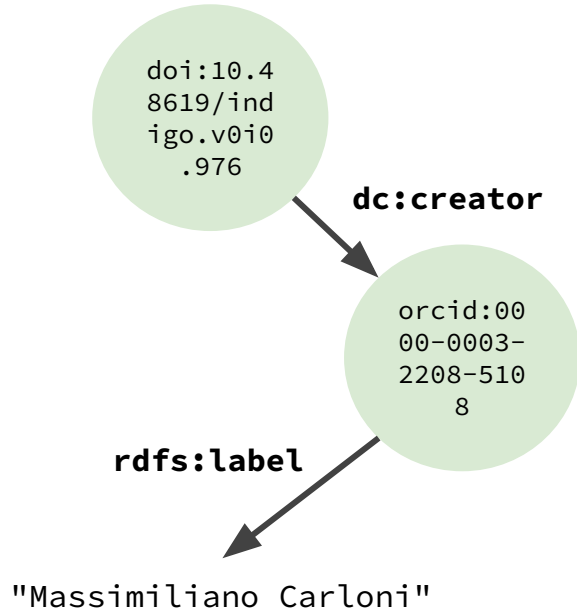 doi:10.4
8619/ind
igo.v0i0
.976
dc:creator
orcid:00
00-0003-
2208-510
8
rdfs:label
"Massimiliano Carloni"